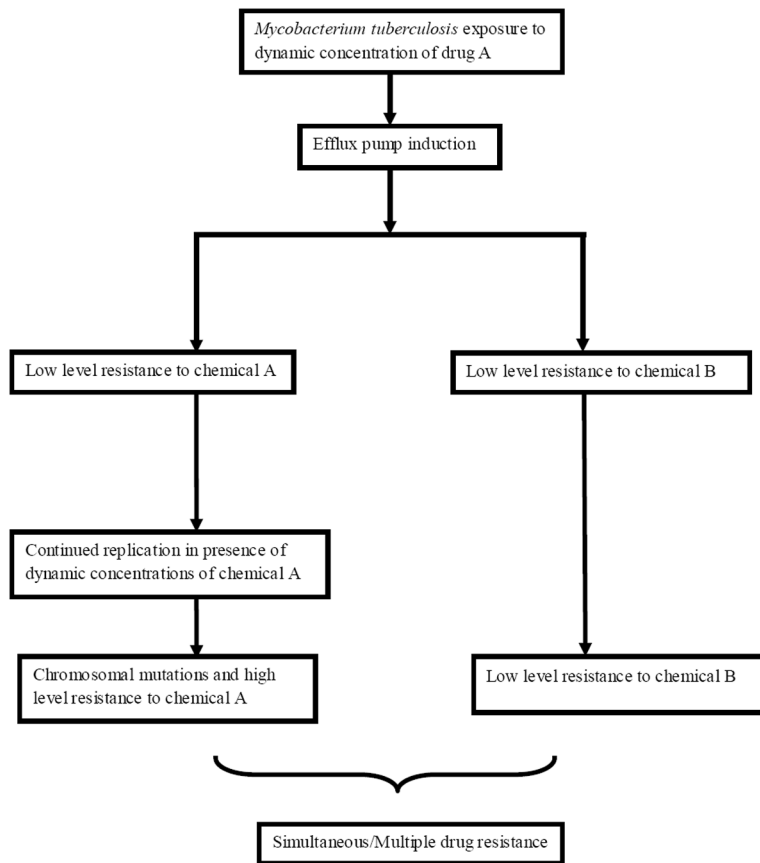 Mycobacterium tuberculosis exposure to
dynamic concentration of drug A
Efflux pump induction
Low level resistance to chemical A
Low level resistance to chemical B
Continued replication in presence of
dynamic concentrations of chemical A
Chromosomal mutations and high
level resistance to chemical A
Low level resistance to chemical B
Simultaneous/Multiple drug resistance